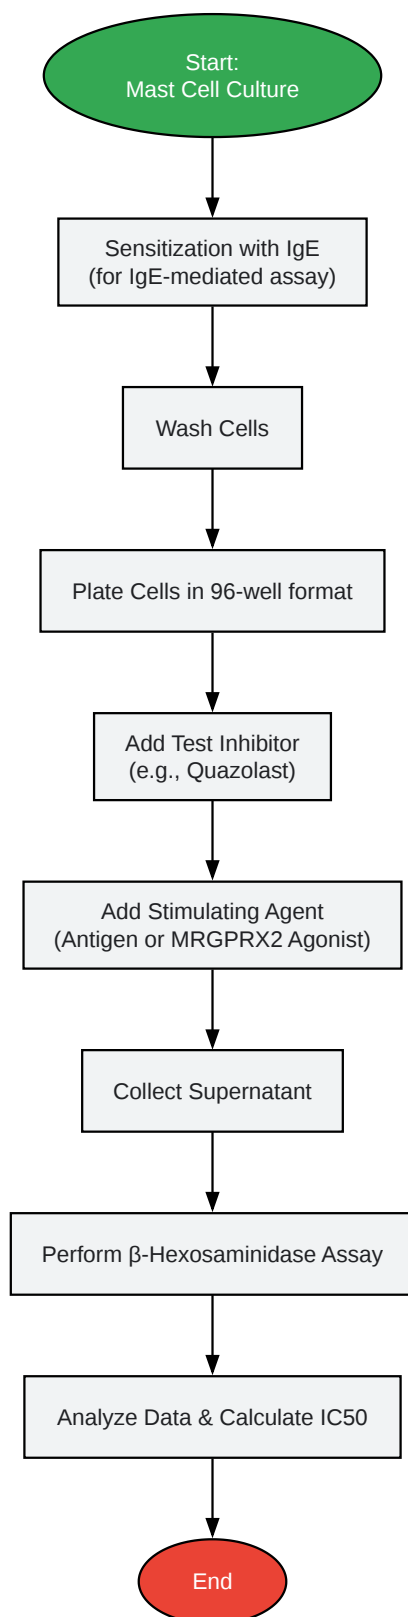 Start:
Mast Cell Culture
Sensitization with IgE
(for IgE-mediated assay)
Wash Cells
Plate Cells in 96-well format
Add Test Inhibitor
(e.g., Quazolast)
Add Stimulating Agent
(Antigen or MRGPRX2 Agonist)
Collect Supernatant
Perform β-Hexosaminidase Assay
Analyze Data & Calculate IC50
End